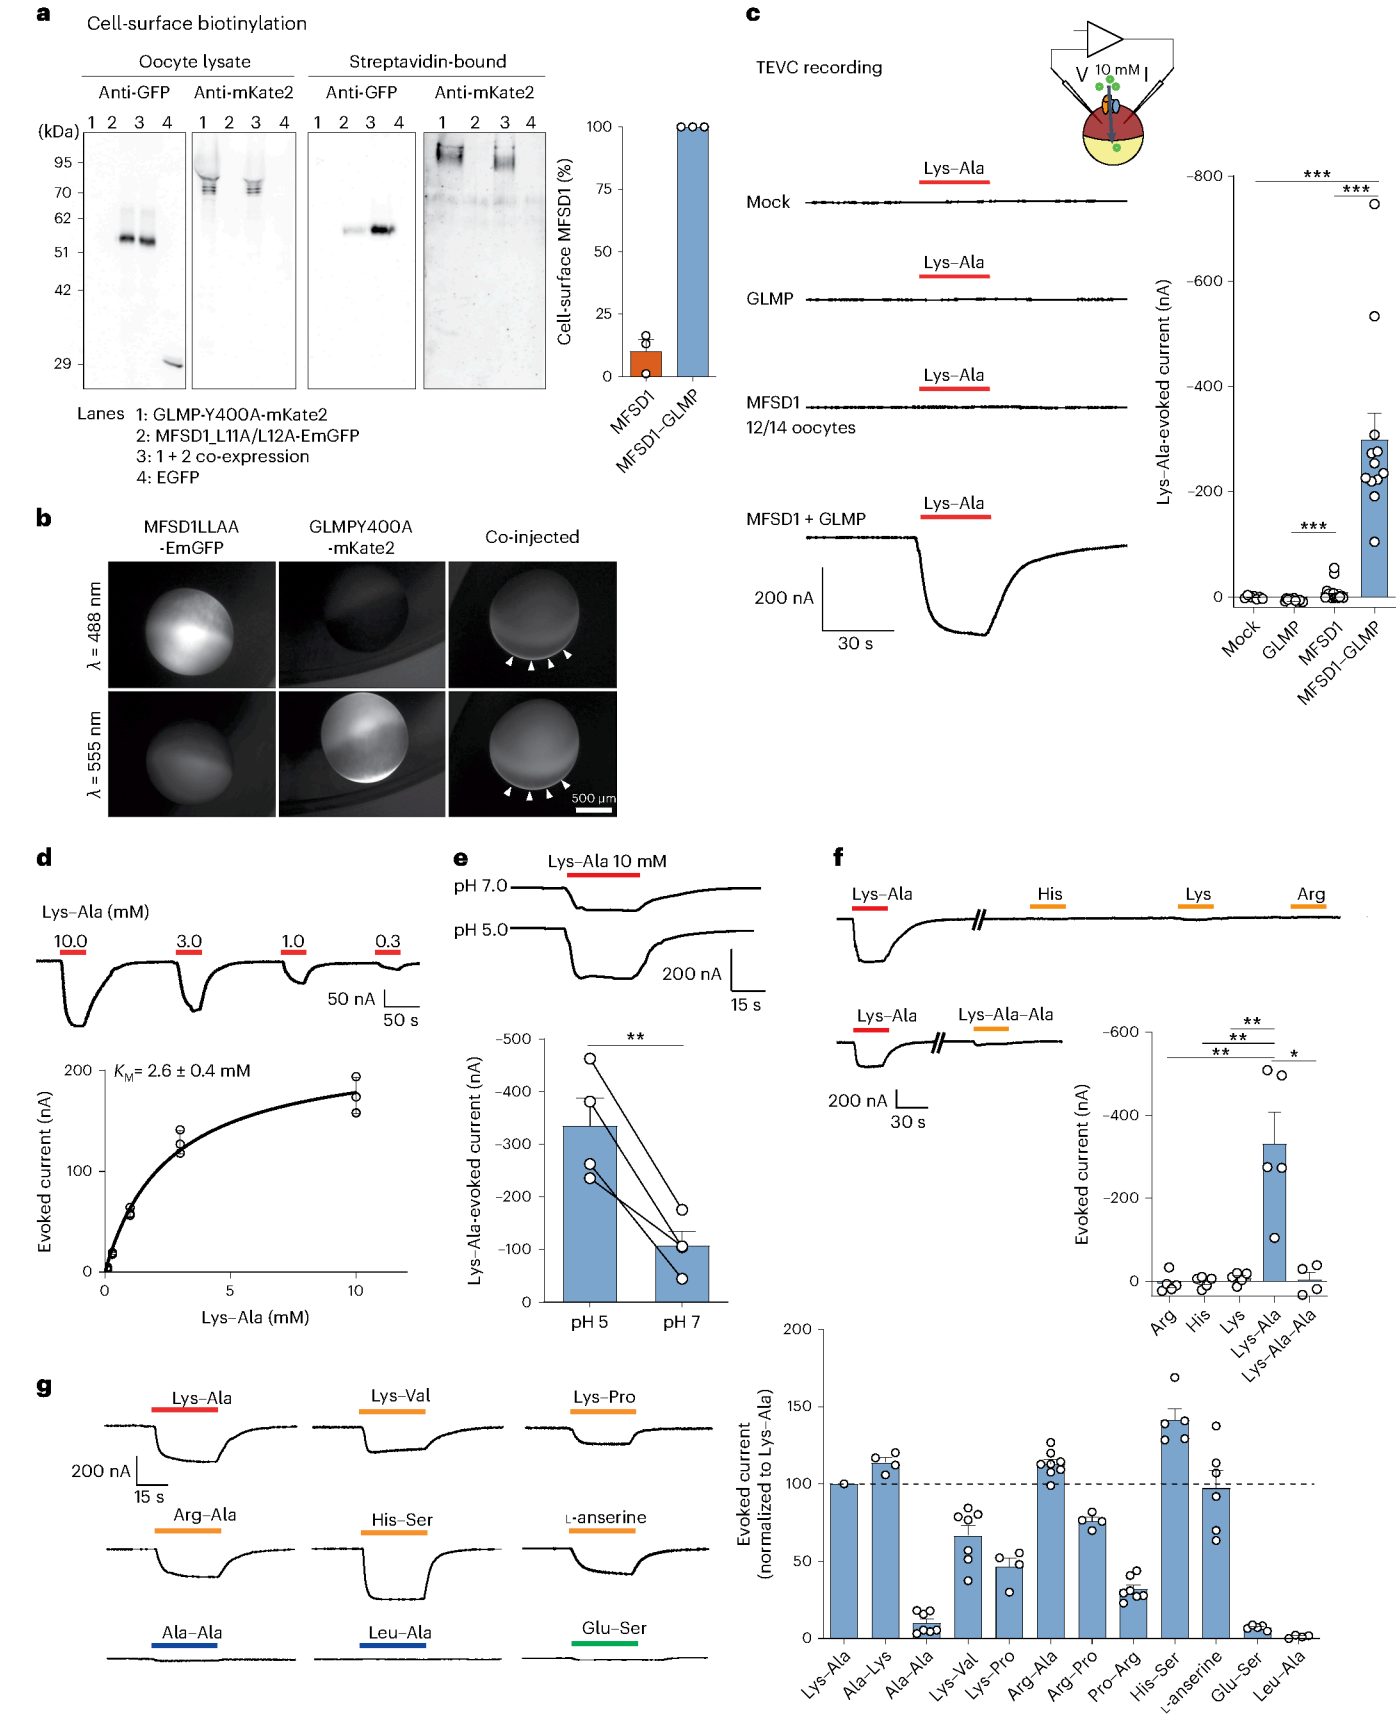 a
Cell-surface biotinylation
Oocyte lysate
Streptavidin-bound
Anti-GFP
Anti-mKate2
Anti-GFP
Anti-mKate2
(kDa)
1 2 3 4
1 2 3 4
1 2 3 4
1 2 3 4
95
70
62
51
42
29
Lanes 1: GLMP-Y400A-mKate2
2: MFSD1_L11A/L12A-EmGFP
3: 1 + 2 co-expression
4: EGFP
Cell-surface MFSD1 (%)
100
75
50
25
0
MFSD1
MFSD1–GLMP
b
MFSD1LLAA
-EmGFP
GLMPY400A
-mKate2
Co-injected
λ = 488 nm
λ = 555 nm
500 µm
c
TEVC recording
V 10 mM I
Lys–Ala
Mock
Lys–Ala
GLMP
Lys–Ala
MFSD1
12/14 oocytes
Lys–Ala
MFSD1 + GLMP
200 nA
30 s
Lys–Ala-evoked current (nA)
–800
–600
–400
–200
0
***
***
***
Mock
GLMP
MFSD1
MFSD1–GLMP
d
Lys–Ala (mM)
10.0 3.0 1.0 0.3
50 nA
50 s
KM= 2.6 ± 0.4 mM
Evoked current (nA)
200
100
0
0 5 10
Lys–Ala (mM)
e
Lys–Ala 10 mM
pH 7.0
pH 5.0
200 nA
15 s
Lys–Ala-evoked current (nA)
–500
–400
–300
–200
–100
0
**
pH 5 pH 7
f
Lys–Ala His Lys Arg
Lys–Ala Lys–Ala–Ala
200 nA
30 s
Evoked current (nA)
–600
–400
–200
0
**
**
**
*
Arg
His
Lys
Lys–Ala
Lys–Ala–Ala
g
Lys–Ala Lys–Val Lys–Pro
200 nA
15 s
Arg–Ala His–Ser L-anserine
Ala–Ala Leu–Ala Glu–Ser
Evoked current
(normalized to Lys–Ala)
200
150
100
50
0
Lys–Ala
Ala–Lys
Ala–Ala
Lys–Val
Lys–Pro
Arg–Ala
Arg–Pro
Pro–Arg
His–Ser
L-anserine
Glu–Ser
Leu–Ala